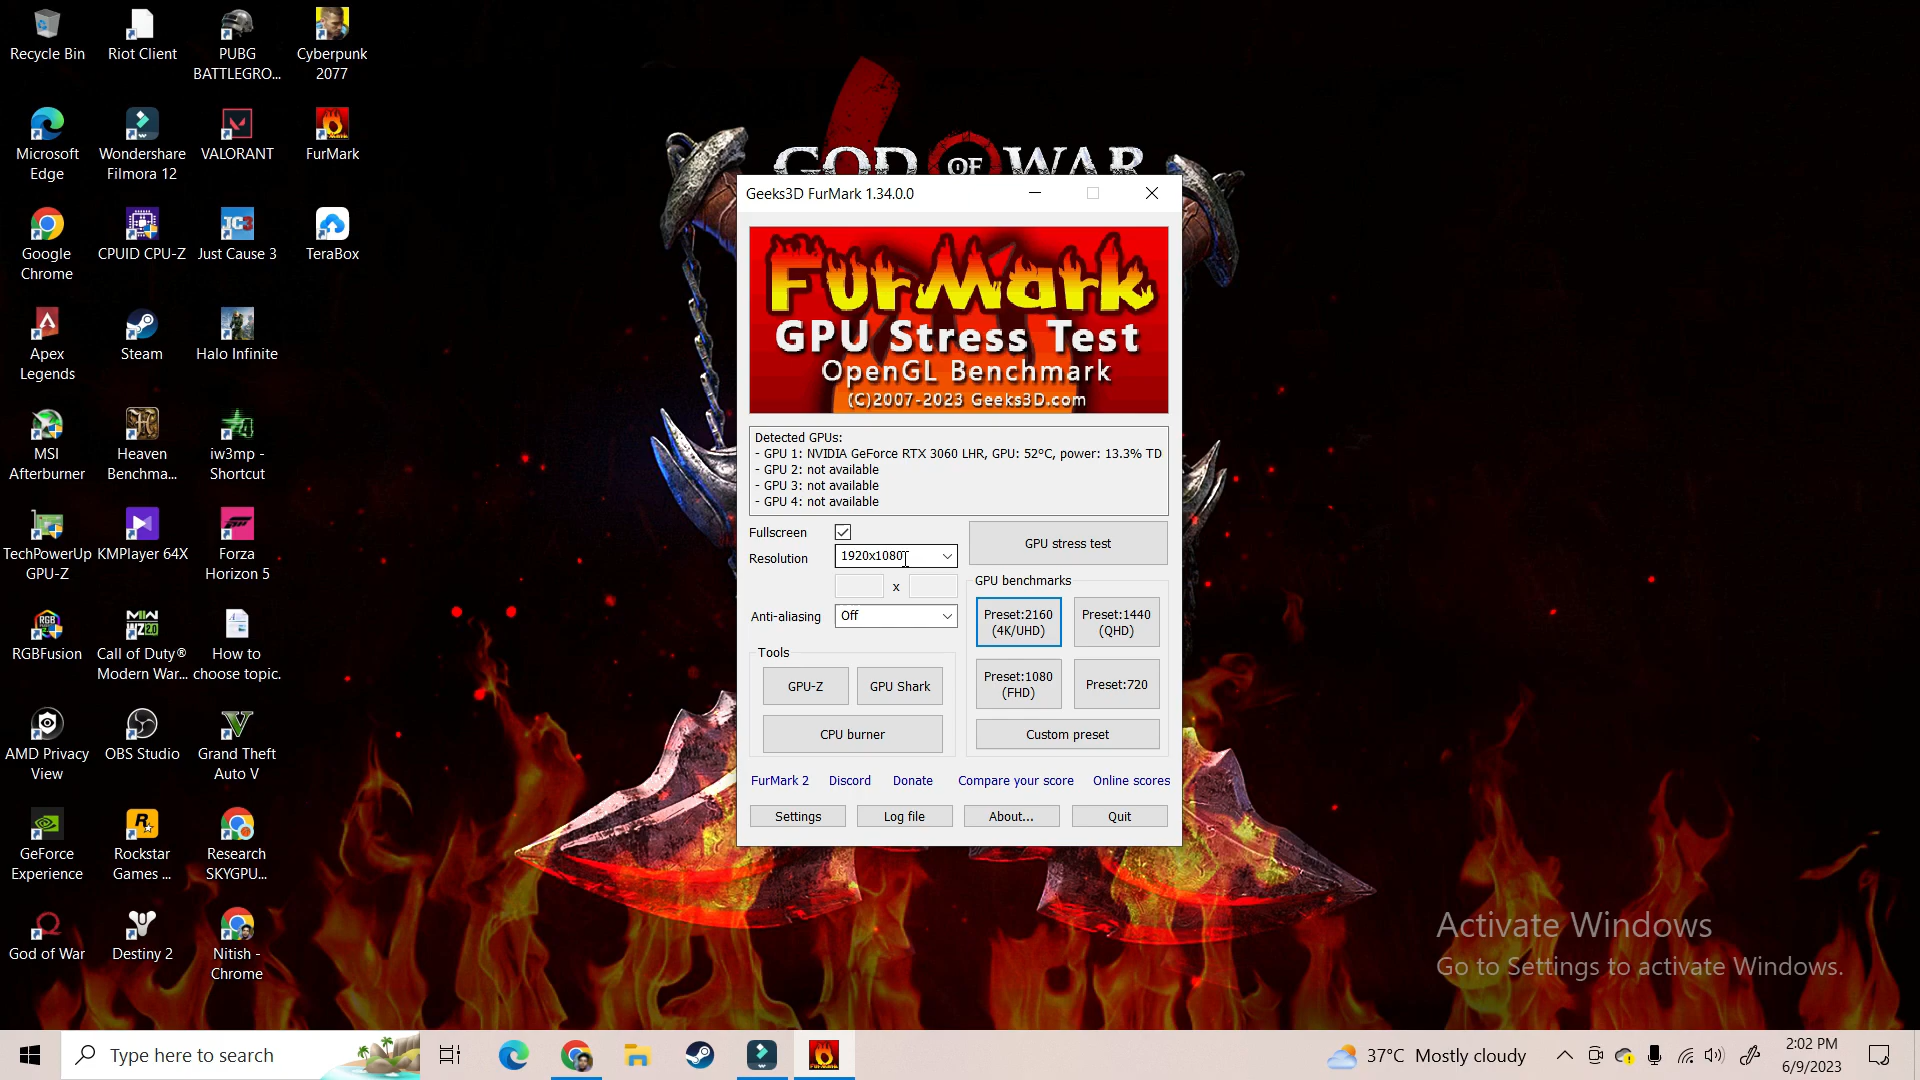 Recycle Bin
Riot Client
PUBG
BATTLEGRO...
Cyberpunk
2077
Microsoft
Edge
Wondershare
Filmora 12
VALORANT
FurMark
Google
Chrome
CPUID CPU-Z
Just Cause 3
TeraBox
Apex
Legends
Steam
Halo Infinite
MSI
Afterburner
Heaven
Benchma...
iw3mp -
Shortcut
TechPowerUp
GPU-Z
KMPlayer 64X
Forza
Horizon 5
RGBFusion
Call of Duty®
Modern War...
How to
choose topic.
AMD Privacy
View
OBS Studio
Grand Theft
Auto V
GeForce
Experience
Rockstar
Games ...
Research
SKYGPU...
God of War
Destiny 2
Nitish -
Chrome
GOD OF WAR
Geeks3D FurMark 1.34.0.0
FurMark
GPU Stress Test
OpenGL Benchmark
(C)2007-2023 Geeks3D.com
Detected GPUs:
- GPU 1: NVIDIA GeForce RTX 3060 LHR, GPU: 52ºC, power: 13.3% TD
- GPU 2: not available
- GPU 3: not available
- GPU 4: not available
Fullscreen
Resolution
1920x1080
x
Anti-aliasing
Off
GPU stress test
GPU benchmarks
Preset:2160
(4K/UHD)
Preset:1440
(QHD)
Preset:1080
(FHD)
Preset:720
Custom preset
Tools
GPU-Z
GPU Shark
CPU burner
FurMark 2
Discord
Donate
Compare your score
Online scores
Settings
Log file
About...
Quit
Activate Windows
Go to Settings to activate Windows.
Type here to search
37°C Mostly cloudy
2:02 PM
6/9/2023